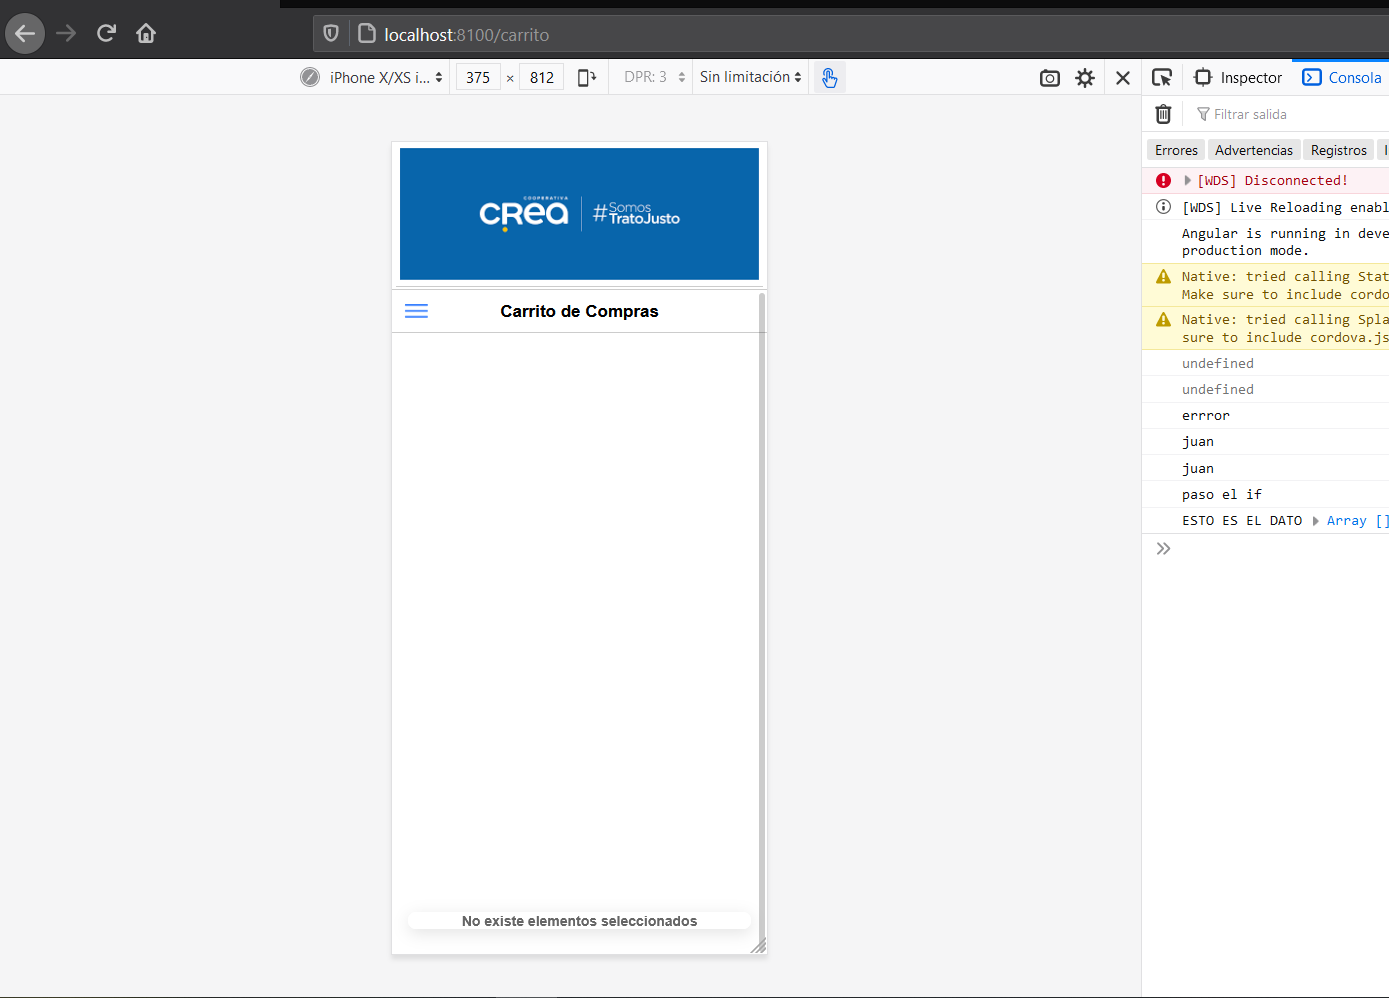 localhost:8100/carrito
iPhone X/XS i... 375 × 812 DPR: 3 Sin limitación
Inspector Consola
Filtrar salida
Errores Advertencias Registros I
COOPERATIVA
crea #Somos
TratoJusto
Carrito de Compras
No existe elementos seleccionados
[WDS] Disconnected!
[WDS] Live Reloading enabl
Angular is running in deve
production mode.
Native: tried calling Stat
Make sure to include cordo
Native: tried calling Spla
sure to include cordova.js
undefined
undefined
errror
juan
juan
paso el if
ESTO ES EL DATO Array []